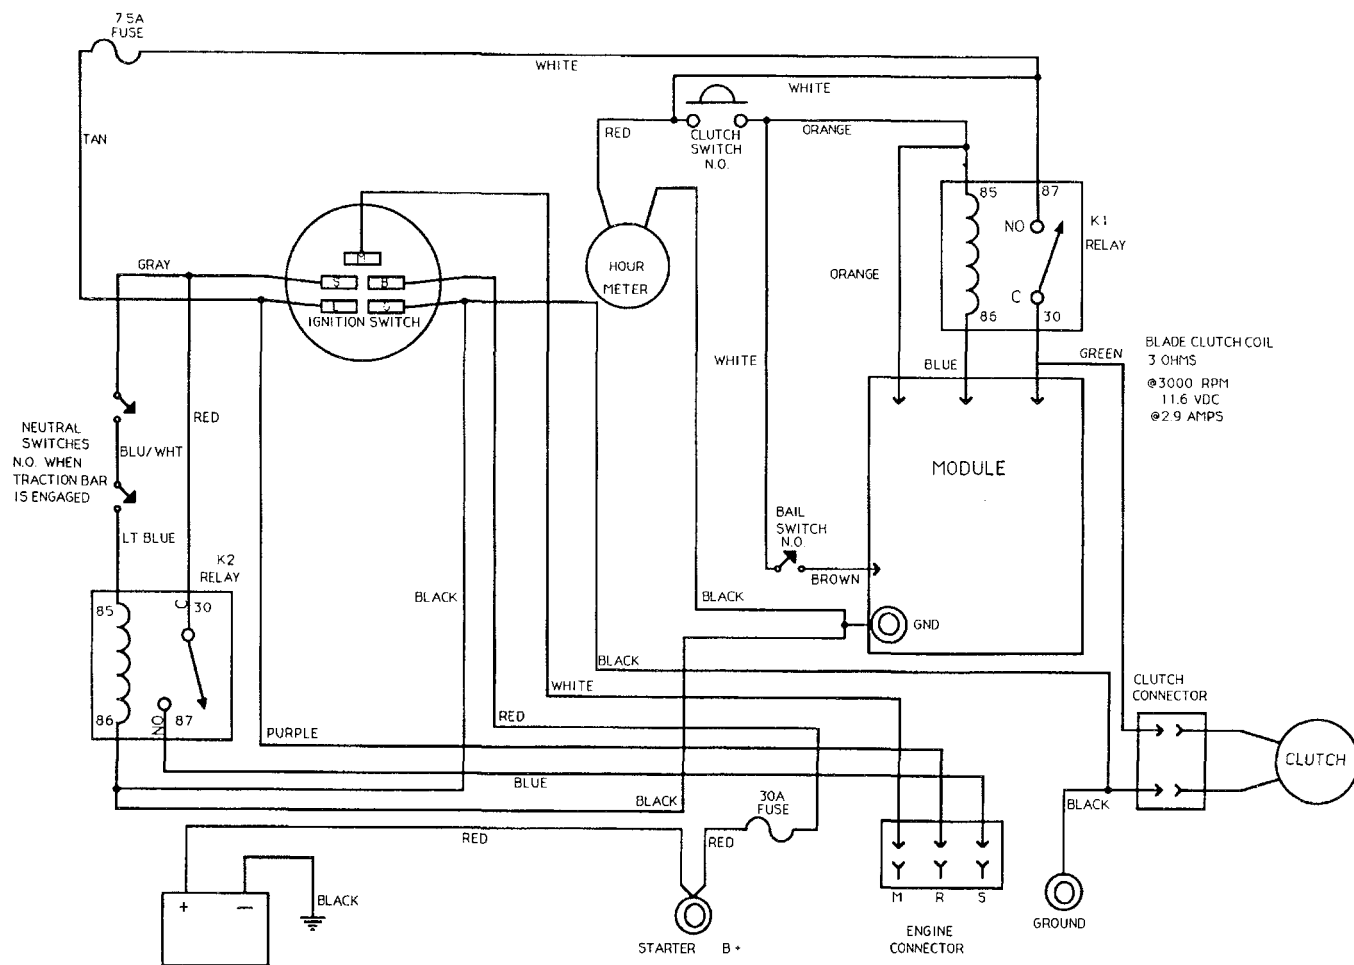 7.5A
FUSE
WHITE
WHITE
TAN
RED
CLUTCH
SWITCH
N.O.
ORANGE
85
87
NO
K1
RELAY
C
86
30
M
GRAY
S
B
L
G
IGNITION SWITCH
HOUR
METER
ORANGE
WHITE
BLUE
GREEN
BLADE CLUTCH COIL
3 OHMS
@3000 RPM
11.6 VDC
@2.9 AMPS
RED
NEUTRAL
SWITCHES
N.O. WHEN
TRACTION BAR
IS ENGAGED
BLU/WHT
MODULE
BAIL
SWITCH
N.O.
LT BLUE
K2
RELAY
BROWN
BLACK
BLACK
85
C
30
GND
BLACK
86
NO
87
WHITE
CLUTCH
CONNECTOR
RED
PURPLE
CLUTCH
BLUE
BLACK
30A
FUSE
BLACK
RED
RED
+
—
BLACK
M
R
S
STARTER B+
ENGINE
CONNECTOR
GROUND